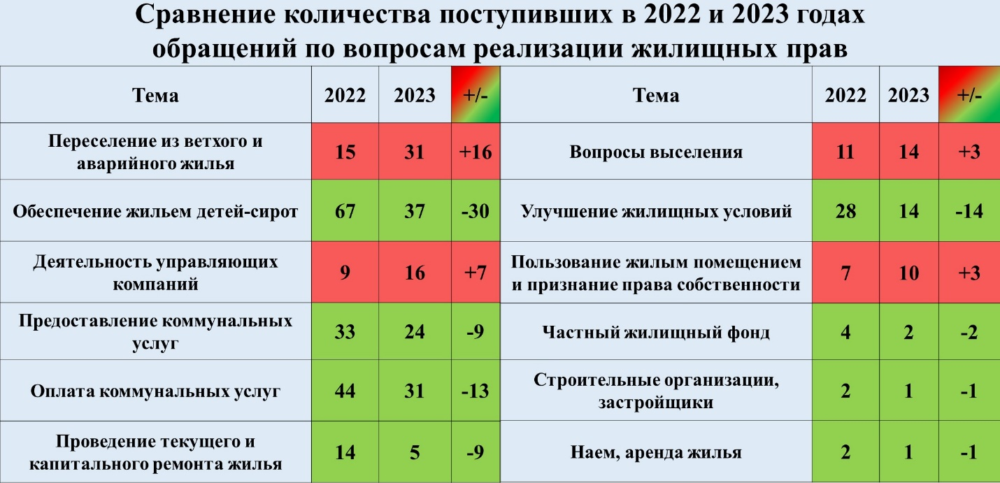 Сравнение количества поступивших в 2022 и 2023 годах
обращений по вопросам реализации жилищных прав
Тема 2022 2023 +/-
Переселение из ветхого и
аварийного жилья
15 31 +16
Обеспечение жильем детей-сирот 67 37 -30
Деятельность управляющих
компаний
9 16 +7
Предоставление коммунальных
услуг
33 24 -9
Оплата коммунальных услуг 44 31 -13
Проведение текущего и
капитального ремонта жилья
14 5 -9
Тема 2022 2023 +/-
Вопросы выселения 11 14 +3
Улучшение жилищных условий 28 14 -14
Пользование жилым помещением
и признание права собственности
7 10 +3
Частный жилищный фонд 4 2 -2
Строительные организации,
застройщики
2 1 -1
Наем, аренда жилья 2 1 -1